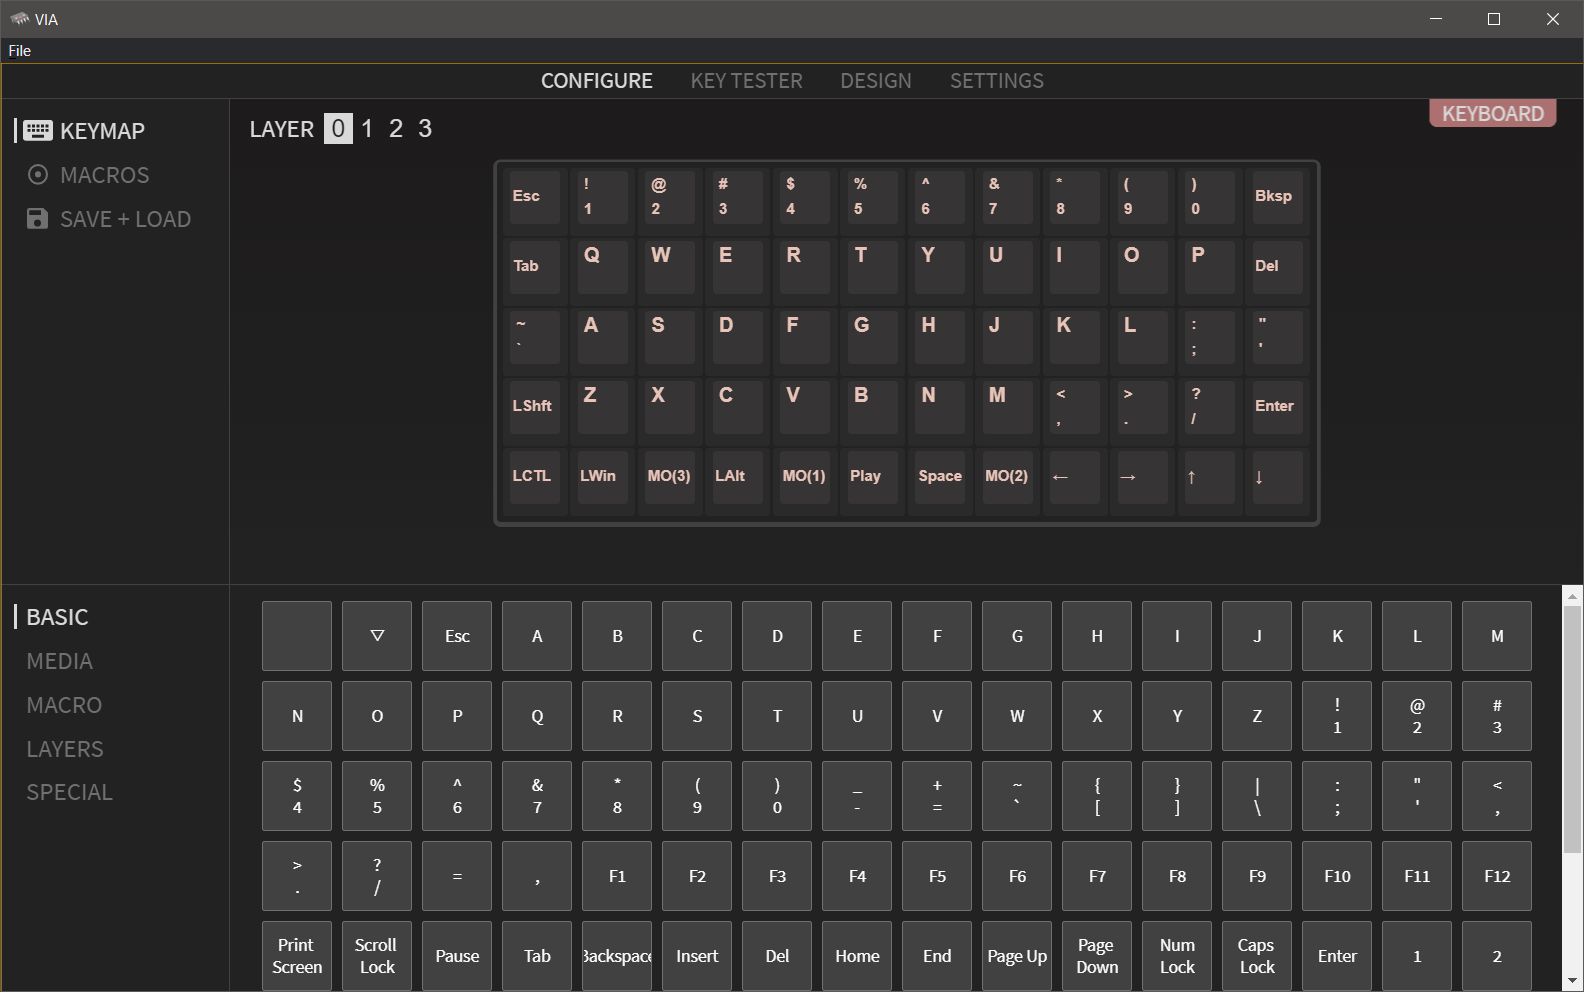 VIA
File
CONFIGURE KEY TESTER DESIGN SETTINGS
KEYMAP
MACROS
SAVE + LOAD
LAYER 0 1 2 3
KEYBOARD
Esc ! 1 @ 2 # 3 $ 4 % 5 ^ 6 & 7 * 8 ( 9 ) 0 Bksp
Tab Q W E R T Y U I O P Del
~ ` A S D F G H J K L : ; " '
LShft Z X C V B N M < , > . ? / Enter
LCTL LWin MO(3) LAlt MO(1) Play Space MO(2) ← → ↑ ↓
BASIC
MEDIA
MACRO
LAYERS
SPECIAL
▽ Esc A B C D E F G H I J K L M
N O P Q R S T U V W X Y Z ! 1 @ 2 # 3
$ 4 % 5 ^ 6 & 7 * 8 ( 9 ) 0 _ - + = ~ ` { [ } ] | \ : ; " ' < ,
> . ? / = , F1 F2 F3 F4 F5 F6 F7 F8 F9 F10 F11 F12
Print Screen Scroll Lock Pause Tab Backspace Insert Del Home End Page Up Page Down Num Lock Caps Lock Enter 1 2